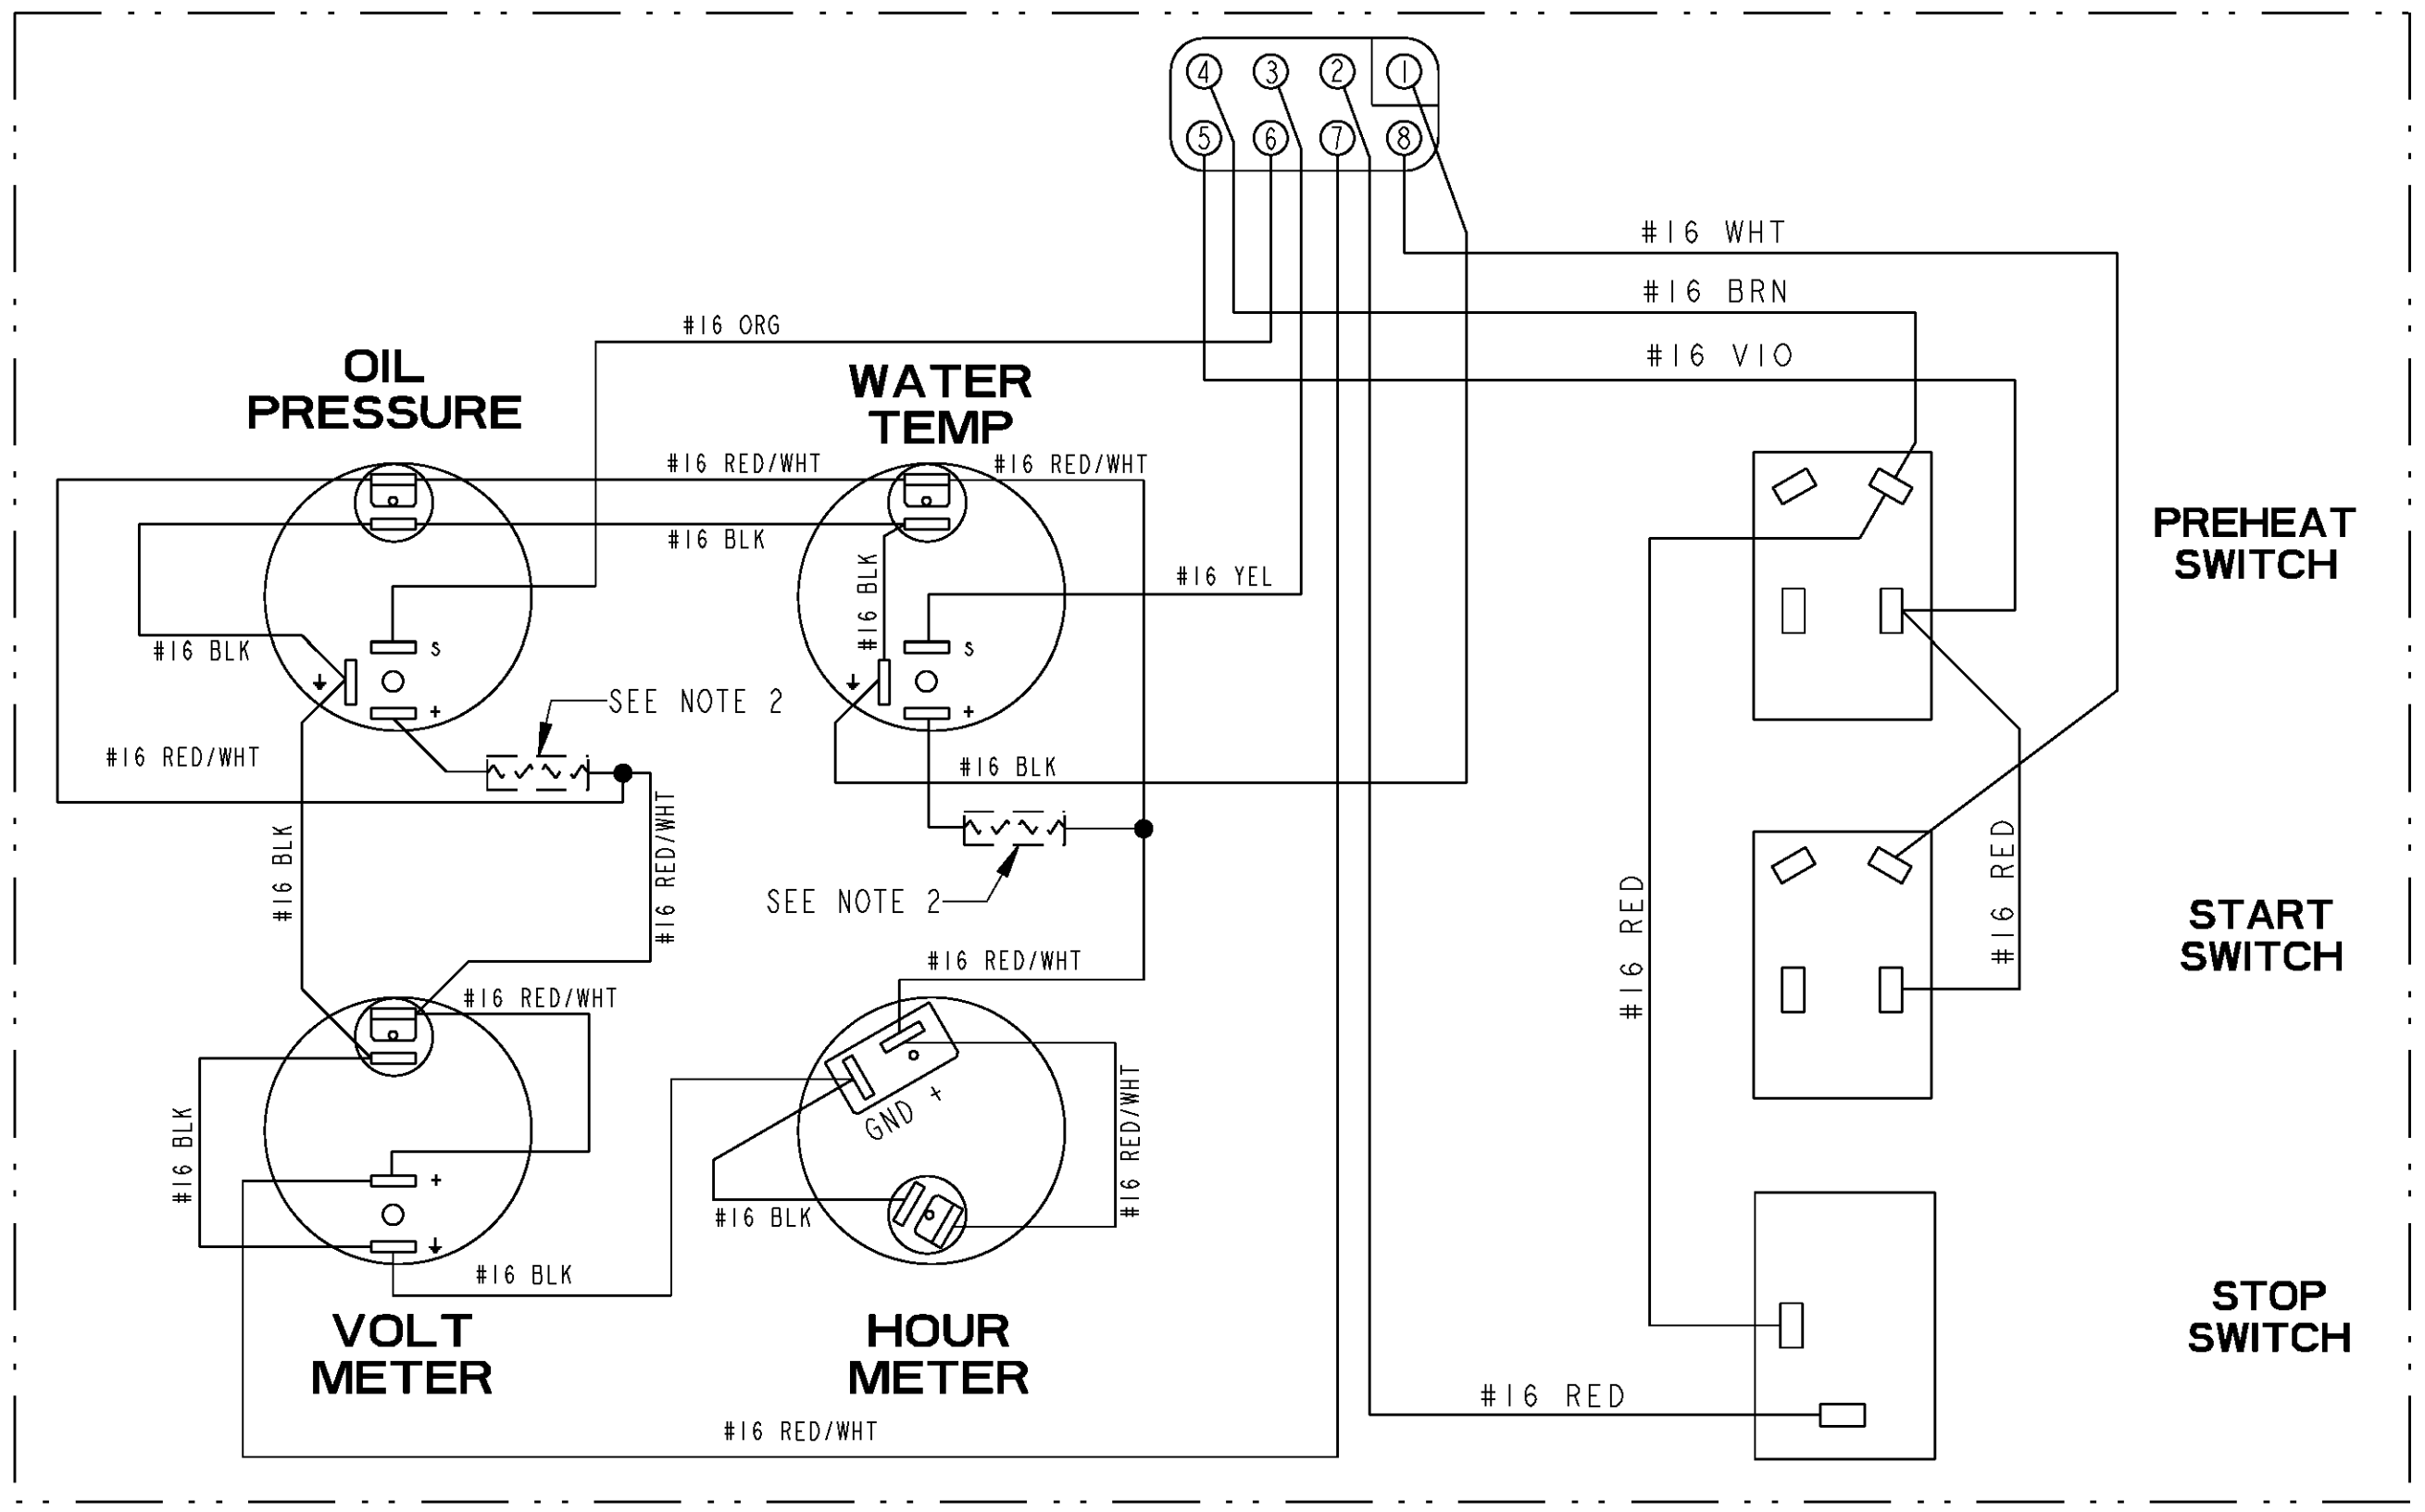 4 3 2 1
5 6 7 8
#16 WHT
#16 BRN
#16 ORG
#16 VIO
OIL
PRESSURE
WATER
TEMP
#16 RED/WHT
#16 RED/WHT
#16 BLK
#16 BLK
#16 YEL
PREHEAT
SWITCH
#16 BLK
S
S
+
+
SEE NOTE 2
#16 RED/WHT
#16 BLK
#16 BLK
#16 RED/WHT
SEE NOTE 2
#16 RED
#16 RED
START
SWITCH
#16 RED/WHT
#16 RED/WHT
GND +
#16 BLK
+
#16 RED/WHT
#16 BLK
#16 BLK
VOLT
METER
HOUR
METER
STOP
SWITCH
#16 RED
#16 RED/WHT